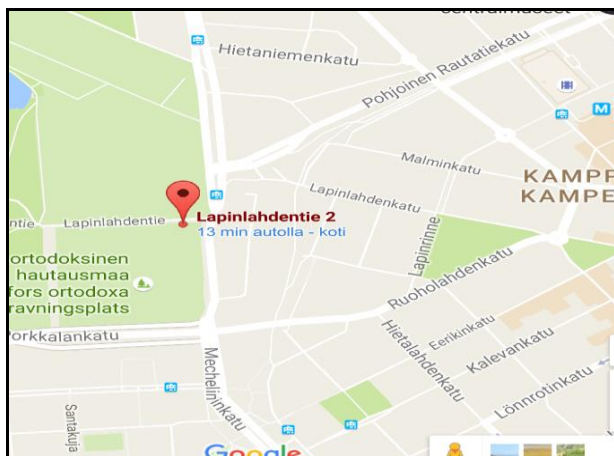 Hietaniemenkatu
Pohjoinen Rautatiekatu
M
Malminkatu
KAMPP
KAMPE
Lapinlahdenkatu
Lapinlahdentie
Lapinlahdentie 2
13 min autolla - koti
Lapinrinne
ortodoksinen
hautausmaa
fors ortodoxa
ravningsplats
Ruoholahdenkatu
Porkkalankatu
Eerikinkatu
Hietalahdenkatu
Kalevankatu
Mechelininkatu
Lönnrotinkatu
Santakuja
Google